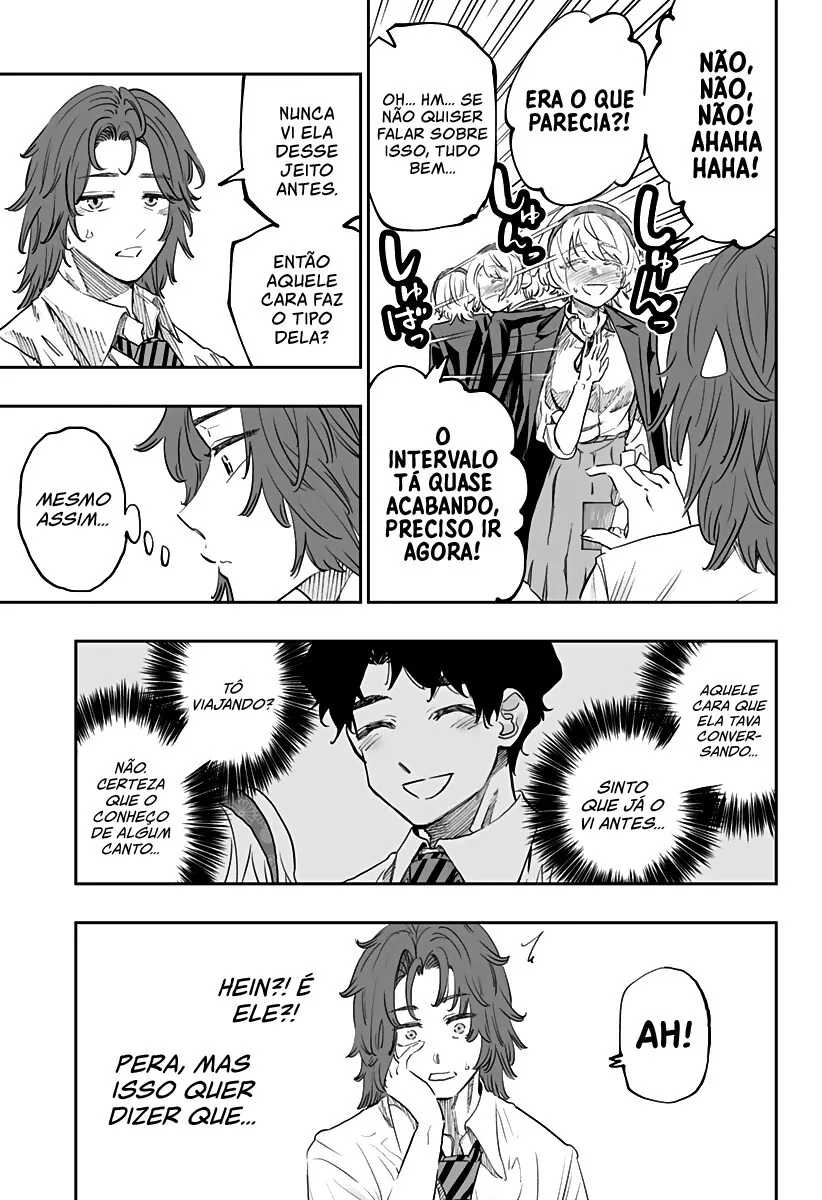 NÃO,
NÃO,
NÃO!
AHAHA
HAHA!
ERA O QUE
PARECIA?!
OH... HM... SE
NÃO QUISER
FALAR SOBRE
ISSO, TUDO
BEM...
しゅんっ
しゅんっ
しゅばっ
O
INTERVALO
TÁ QUASE
ACABANDO,
PRECISO IR
AGORA!
NUNCA
VI ELA
DESSE
JEITO
ANTES.
ENTÃO
AQUELE
CARA FAZ
O TIPO
DELA?
MESMO
ASSIM...
AQUELE
CARA QUE
ELA TAVA
CONVER-
SANDO...
SINTO
QUE JÁ O
VI ANTES...
TÔ
VIAJANDO?
NÃO.
CERTEZA
QUE O
CONHEÇO
DE ALGUM
CANTO...
AH!
HEIN?! É
ELE?!
PERA, MAS
ISSO QUER
DIZER QUE...